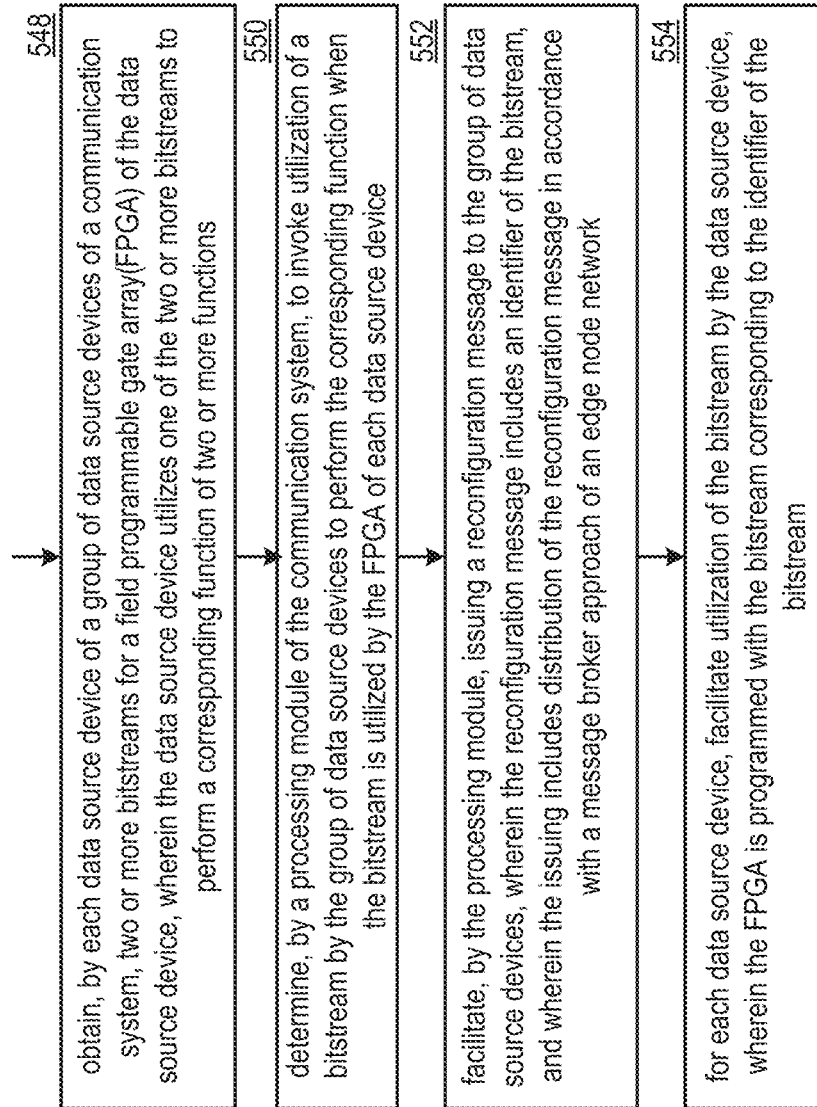 548
obtain, by each data source device of a group of data source devices of a communication
system, two or more bitstreams for a field programmable gate array(FPGA) of the data
source device, wherein the data source device utilizes one of the two or more bitstreams to
perform a corresponding function of two or more functions
550
determine, by a processing module of the communication system, to invoke utilization of a
bitstream by the group of data source devices to perform the corresponding function when
the bitstream is utilized by the FPGA of each data source device
552
facilitate, by the processing module, issuing a reconfiguration message to the group of data
source devices, wherein the reconfiguration message includes an identifier of the bitstream,
and wherein the issuing includes distribution of the reconfiguration message in accordance
with a message broker approach of an edge node network
554
for each data source device, facilitate utilization of the bitstream by the data source device,
wherein the FPGA is programmed with the bitstream corresponding to the identifier of the
bitstream